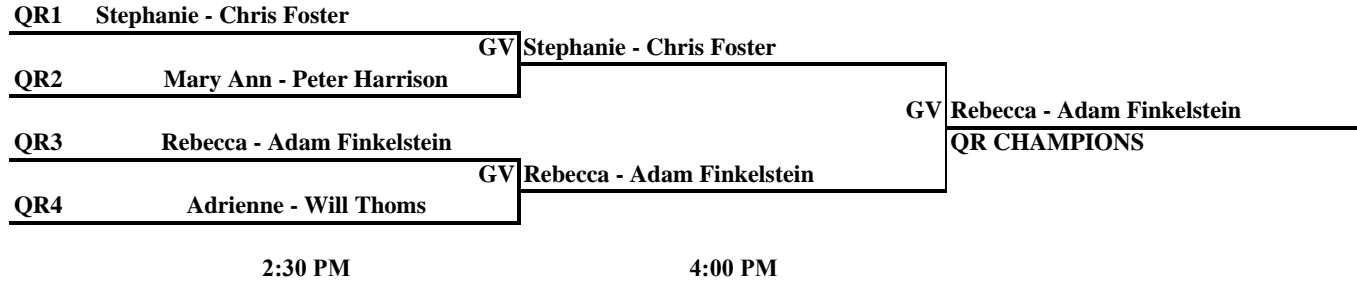 QR1 Stephanie - Chris Foster
GV Stephanie - Chris Foster
QR2 Mary Ann - Peter Harrison
GV Rebecca - Adam Finkelstein
QR3 Rebecca - Adam Finkelstein
QR CHAMPIONS
GV Rebecca - Adam Finkelstein
QR4 Adrienne - Will Thoms
2:30 PM 4:00 PM